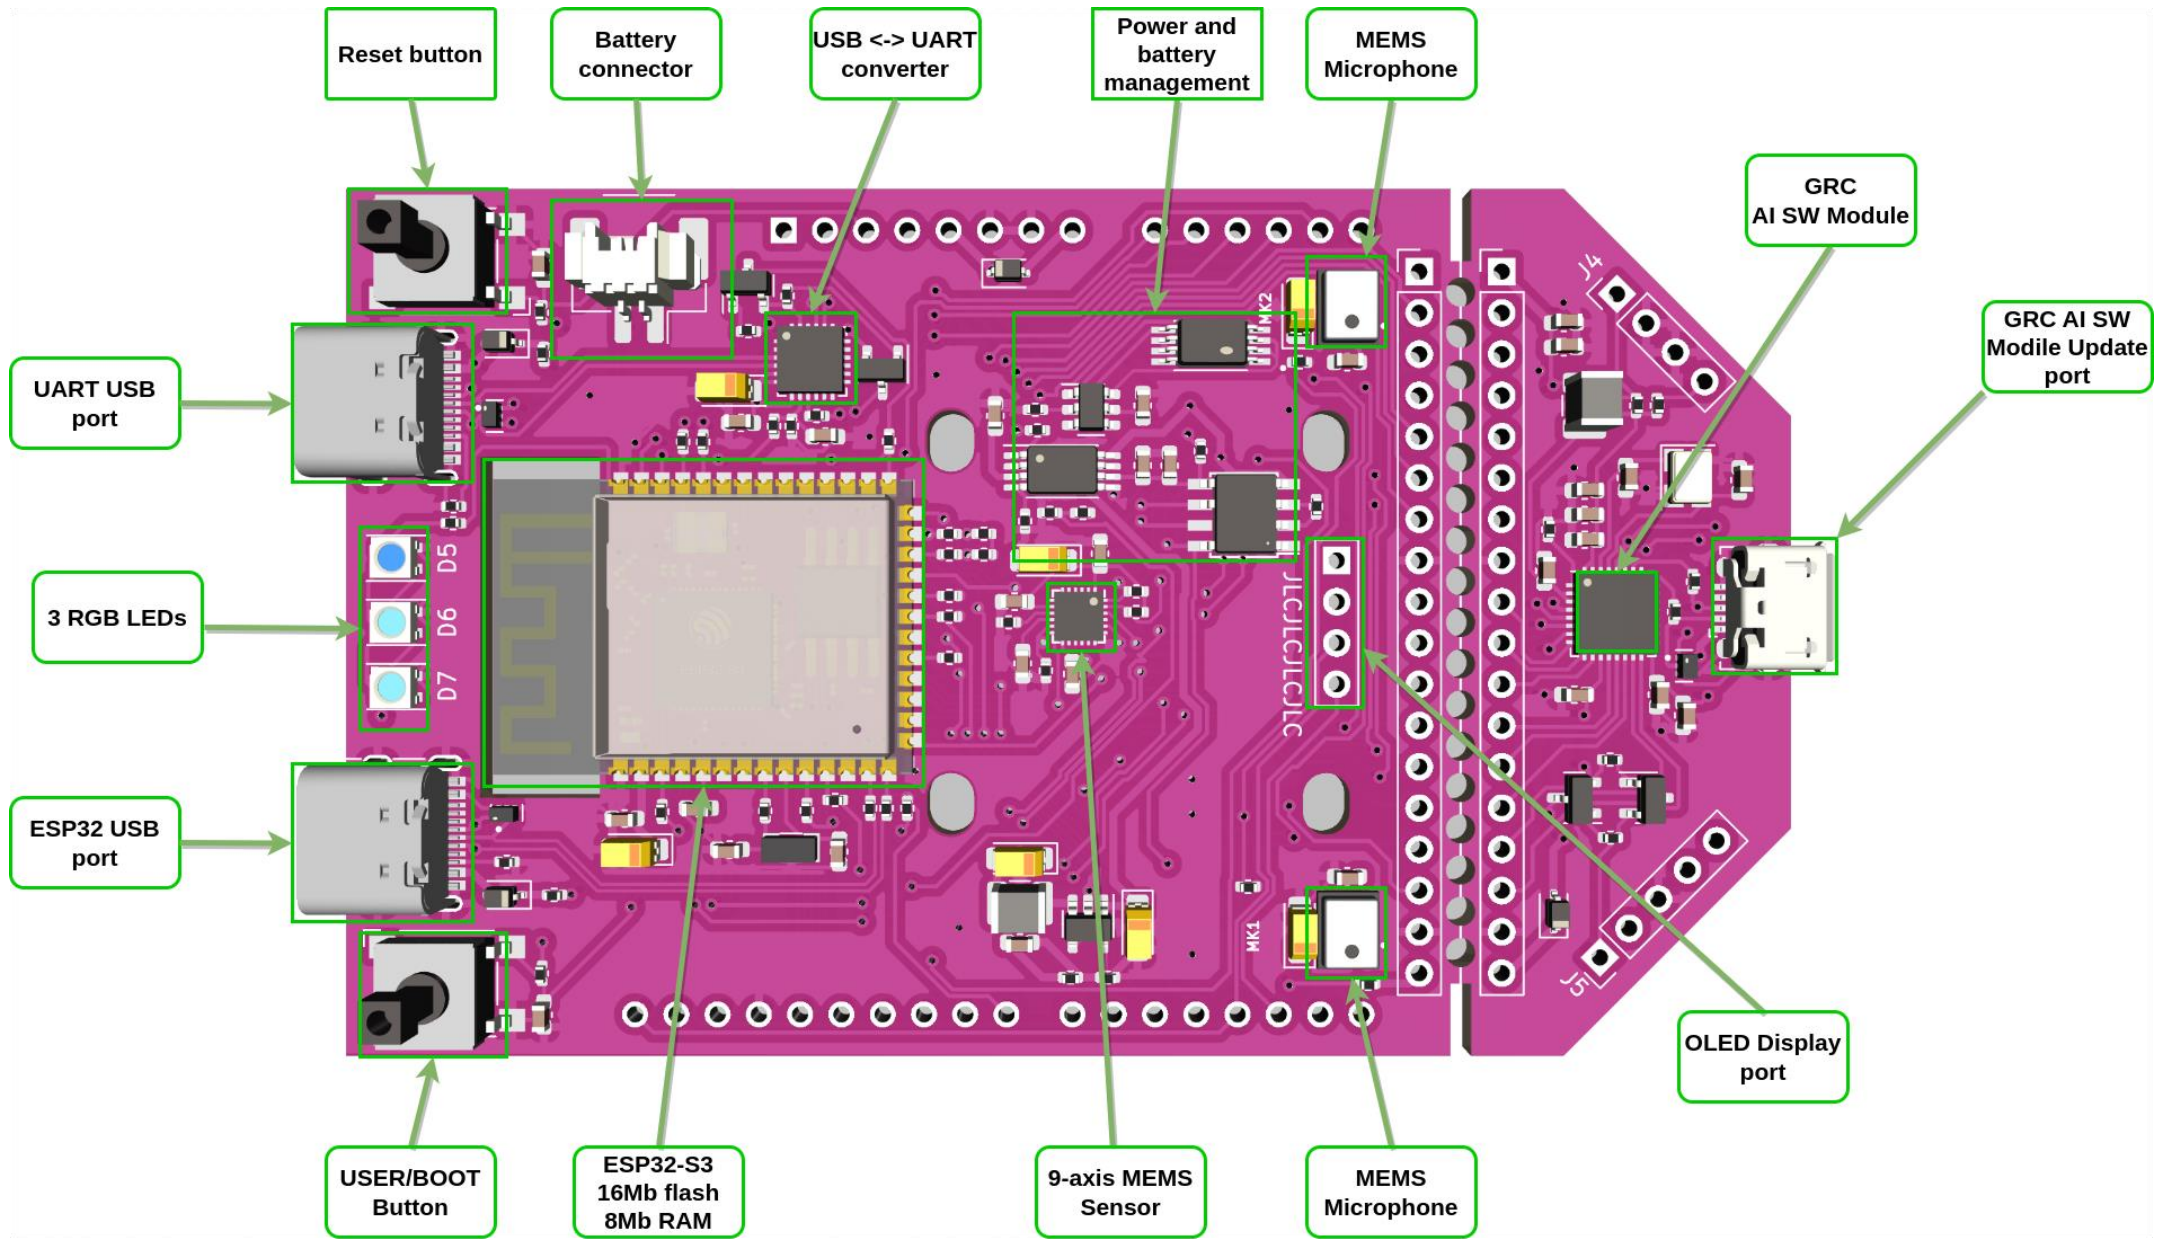 Reset button
Battery
connector
USB <-> UART
converter
Power and
battery
management
MEMS
Microphone
GRC
AI SW Module
GRC AI SW
Modile Update
port
UART USB
port
3 RGB LEDs
ESP32 USB
port
D5
D6
D7
MK2
MK1
JLCJLCJLCJLC
J4
J5
OLED Display
port
USER/BOOT
Button
ESP32-S3
16Mb flash
8Mb RAM
9-axis MEMS
Sensor
MEMS
Microphone